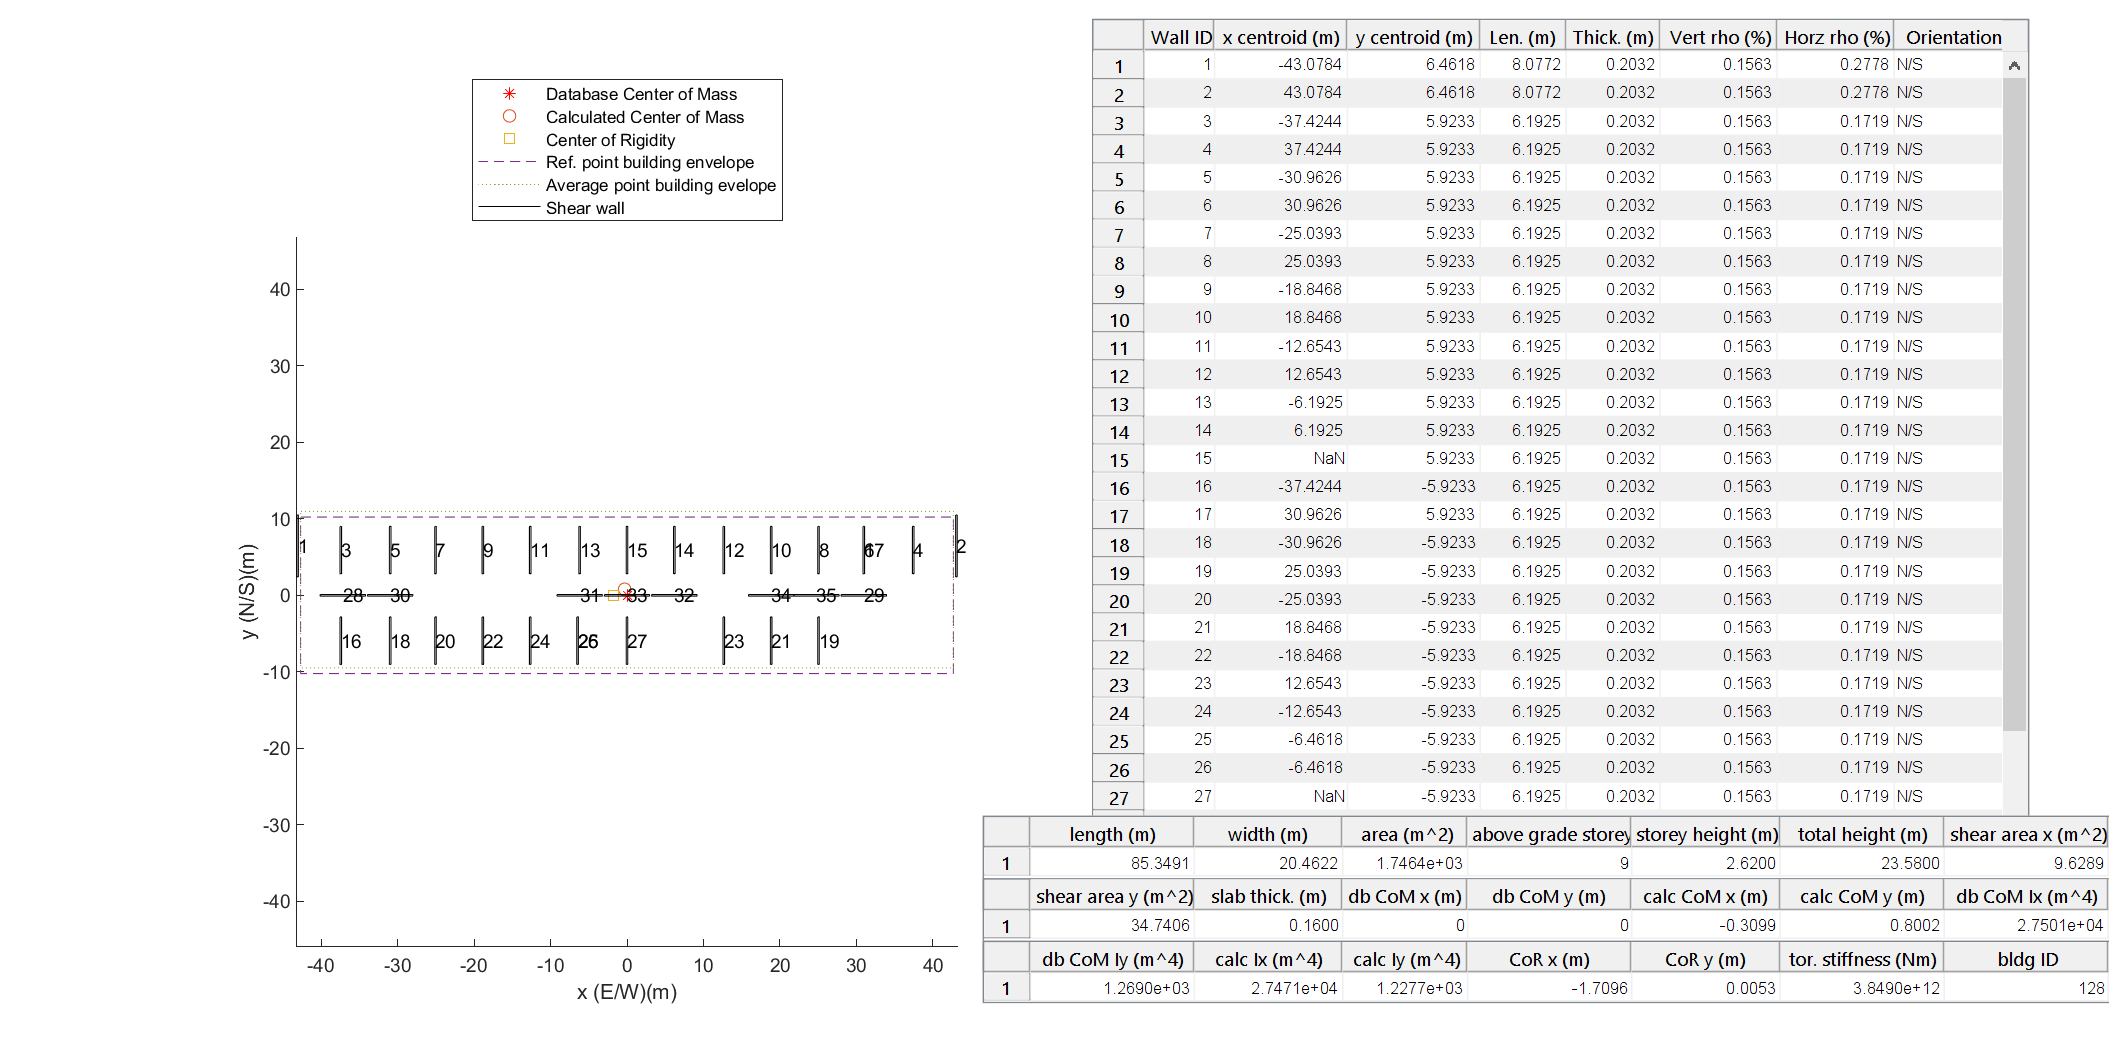 Database Center of Mass
Calculated Center of Mass
Center of Rigidity
Ref. point building envelope
Average point building evelope
Shear wall
40
30
20
10
0
-10
-20
-30
-40
y (N/S)(m)
1 3 5 7 9 11 13 15 14 12 10 8 6 17 4 2
28 30 31 33 32 34 35 29
16 18 20 22 24 25 26 27 23 21 19
-40 -30 -20 -10 0 10 20 30 40
x (E/W)(m)
Wall ID x centroid (m) y centroid (m) Len. (m) Thick. (m) Vert rho (%) Horz rho (%) Orientation
1 1 -43.0784 6.4618 8.0772 0.2032 0.1563 0.2778 N/S
2 2 43.0784 6.4618 8.0772 0.2032 0.1563 0.2778 N/S
3 3 -37.4244 5.9233 6.1925 0.2032 0.1563 0.1719 N/S
4 4 37.4244 5.9233 6.1925 0.2032 0.1563 0.1719 N/S
5 5 -30.9626 5.9233 6.1925 0.2032 0.1563 0.1719 N/S
6 6 30.9626 5.9233 6.1925 0.2032 0.1563 0.1719 N/S
7 7 -25.0393 5.9233 6.1925 0.2032 0.1563 0.1719 N/S
8 8 25.0393 5.9233 6.1925 0.2032 0.1563 0.1719 N/S
9 9 -18.8468 5.9233 6.1925 0.2032 0.1563 0.1719 N/S
10 10 18.8468 5.9233 6.1925 0.2032 0.1563 0.1719 N/S
11 11 -12.6543 5.9233 6.1925 0.2032 0.1563 0.1719 N/S
12 12 12.6543 5.9233 6.1925 0.2032 0.1563 0.1719 N/S
13 13 -6.1925 5.9233 6.1925 0.2032 0.1563 0.1719 N/S
14 14 6.1925 5.9233 6.1925 0.2032 0.1563 0.1719 N/S
15 15 NaN 5.9233 6.1925 0.2032 0.1563 0.1719 N/S
16 16 -37.4244 -5.9233 6.1925 0.2032 0.1563 0.1719 N/S
17 17 30.9626 -5.9233 6.1925 0.2032 0.1563 0.1719 N/S
18 18 -30.9626 -5.9233 6.1925 0.2032 0.1563 0.1719 N/S
19 19 25.0393 -5.9233 6.1925 0.2032 0.1563 0.1719 N/S
20 20 -25.0393 -5.9233 6.1925 0.2032 0.1563 0.1719 N/S
21 21 18.8468 -5.9233 6.1925 0.2032 0.1563 0.1719 N/S
22 22 -18.8468 -5.9233 6.1925 0.2032 0.1563 0.1719 N/S
23 23 12.6543 -5.9233 6.1925 0.2032 0.1563 0.1719 N/S
24 24 -12.6543 -5.9233 6.1925 0.2032 0.1563 0.1719 N/S
25 25 -6.4618 -5.9233 6.1925 0.2032 0.1563 0.1719 N/S
26 26 -6.4618 -5.9233 6.1925 0.2032 0.1563 0.1719 N/S
27 27 NaN -5.9233 6.1925 0.2032 0.1563 0.1719 N/S
length (m) width (m) area (m^2) above grade storey storey height (m) total height (m) shear area x (m^2)
1 85.3491 20.4622 1.7464e+03 9 2.6200 23.5800 9.6289
shear area y (m^2) slab thick. (m) db CoM x (m) db CoM y (m) calc CoM x (m) calc CoM y (m) db CoM Ix (m^4)
1 34.7406 0.1600 0 0 -0.3099 0.8002 2.7501e+04
db CoM Iy (m^4) calc Ix (m^4) calc Iy (m^4) CoR x (m) CoR y (m) tor. stiffness (Nm) bldg ID
1 1.2690e+03 2.7471e+04 1.2277e+03 -1.7096 0.0053 3.8490e+12 128